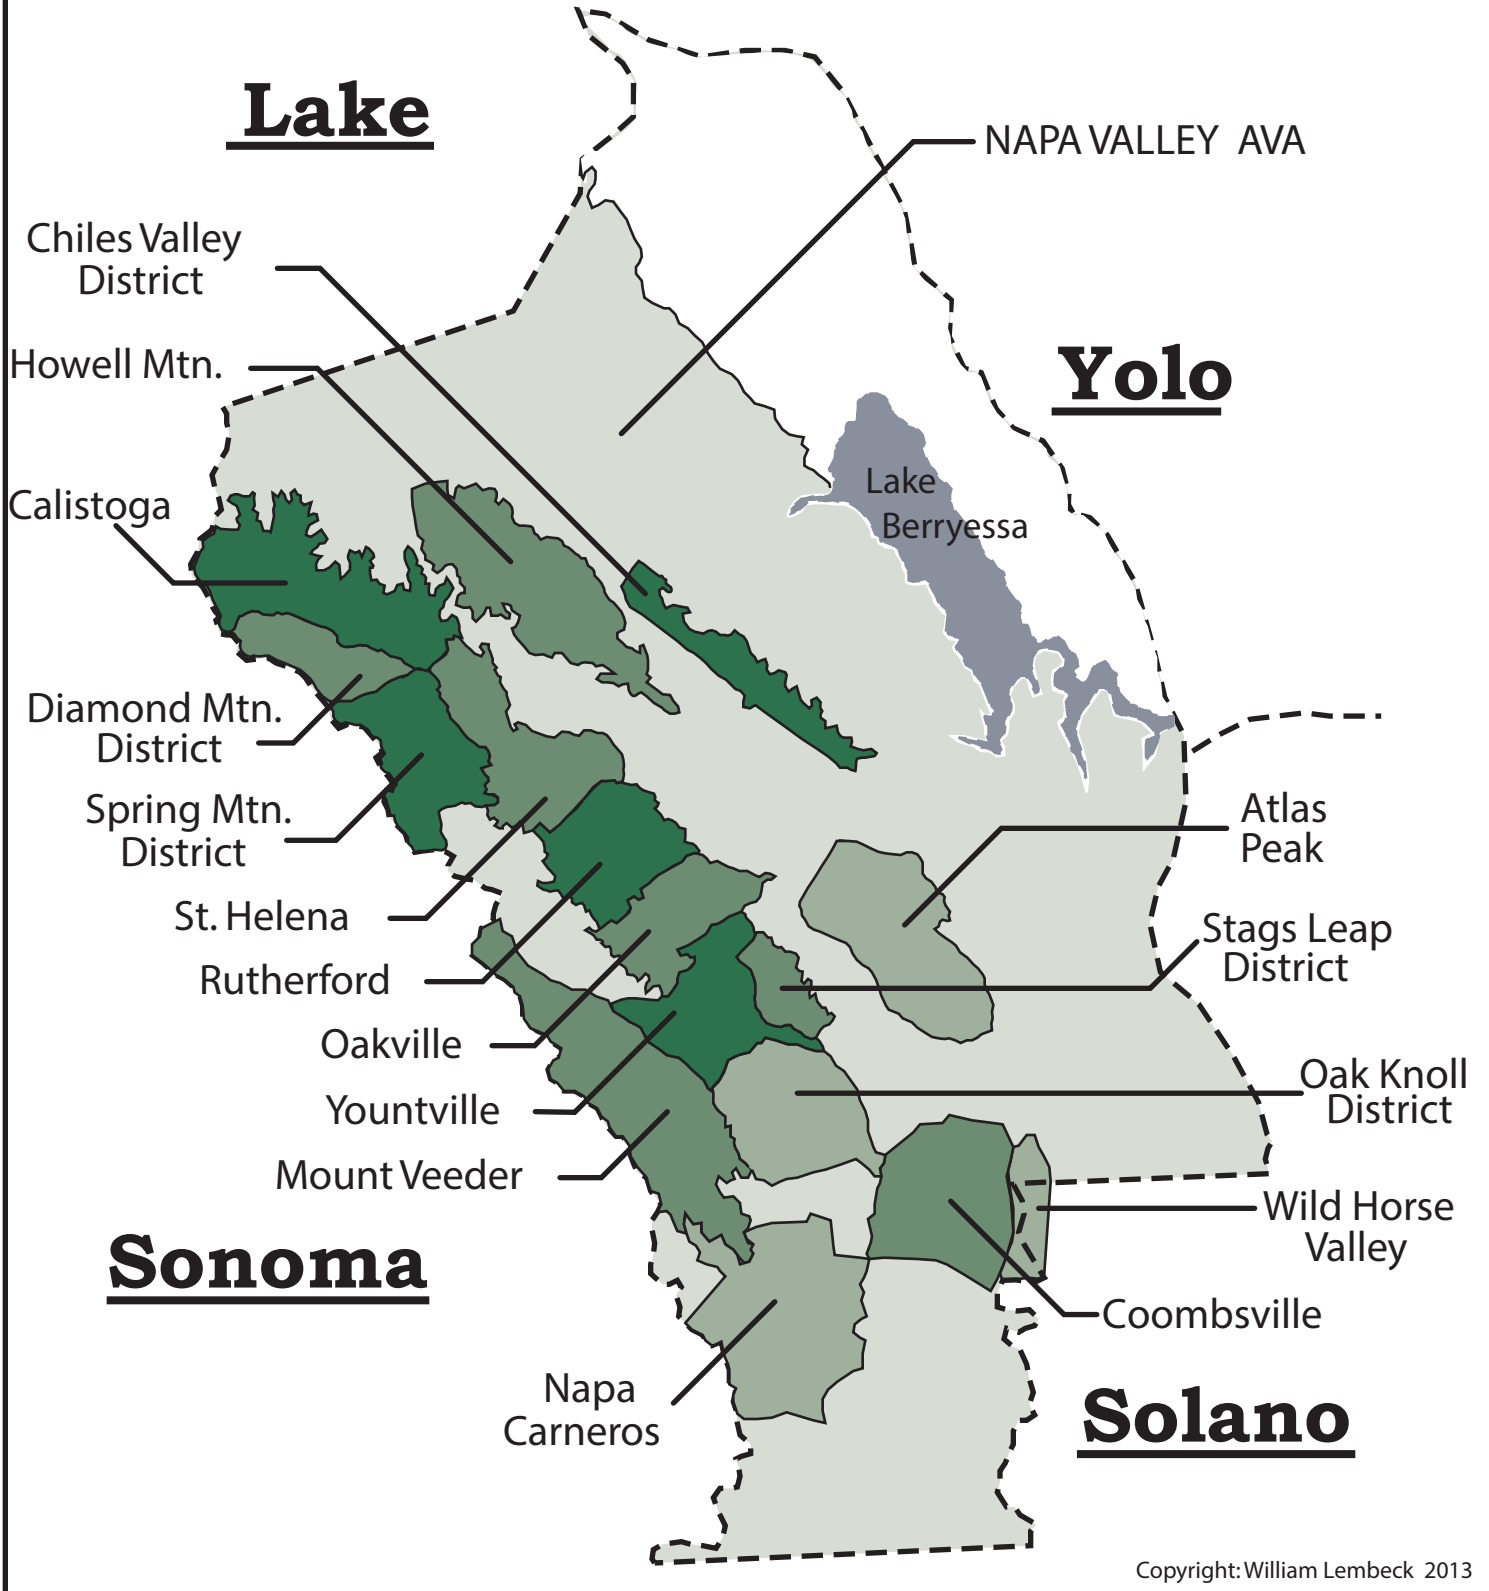 Lake
NAPA VALLEY AVA
Chiles Valley
District
Howell Mtn.
Yolo
Calistoga
Lake
Berryessa
Diamond Mtn.
District
Spring Mtn.
District
Atlas
Peak
St. Helena
Stags Leap
District
Rutherford
Oakville
Oak Knoll
District
Yountville
Mount Veeder
Wild Horse
Valley
Sonoma
Coombsville
Napa
Carneros
Solano
Copyright: William Lembeck 2013